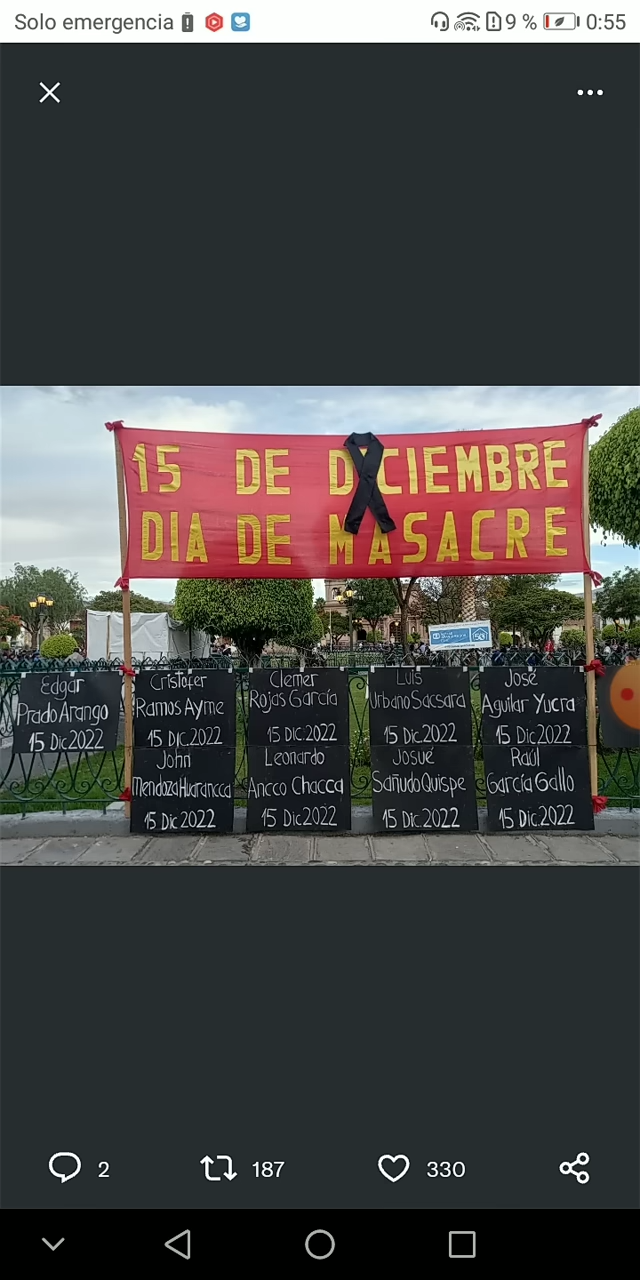 Solo emergencia
9 %
0:55
15 DE DICIEMBRE
DIA DE MASACRE
Edgar
Prado Arango
15 Dic 2022
Cristofer
Ramos Ayme
15 Dic.2022
John
Mendoza Huarancca
15 Dic 2022
Clemer
Rojas García
15 Dic.2022
Leonardo
Ancco Chacca
15 Dic.2022
Luis
Urbano Sacsara
15 Dic.2022
Josué
Sañudo Quispe
15 Dic.2022
José
Aguilar Yucra
15 Dic.2022
Raúl
García Gallo
15 Dic.2022
2
187
330